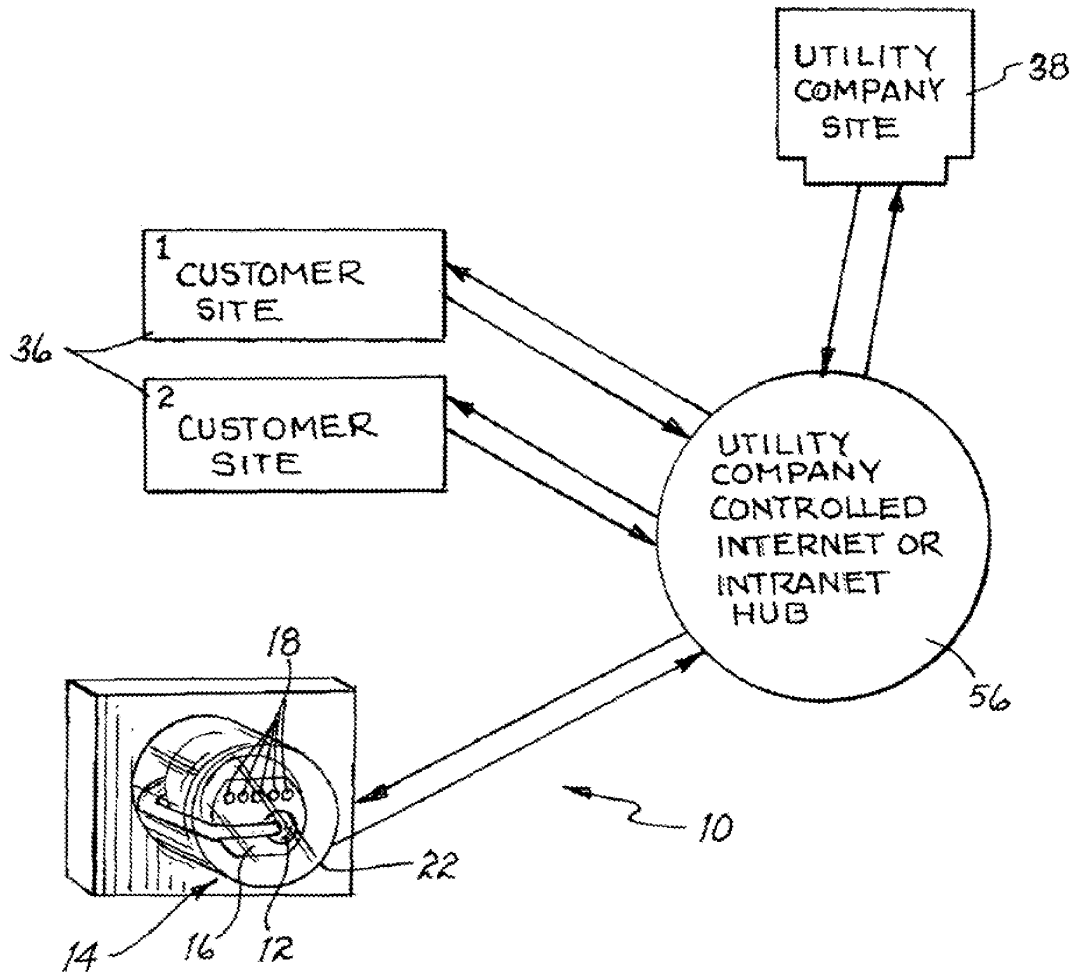 UTILITY
COMPANY
SITE
38
1
CUSTOMER
SITE
36
2
CUSTOMER
SITE
UTILITY
COMPANY
CONTROLLED
INTERNET OR
INTRANET
HUB
56
18
10
22
14
16
12